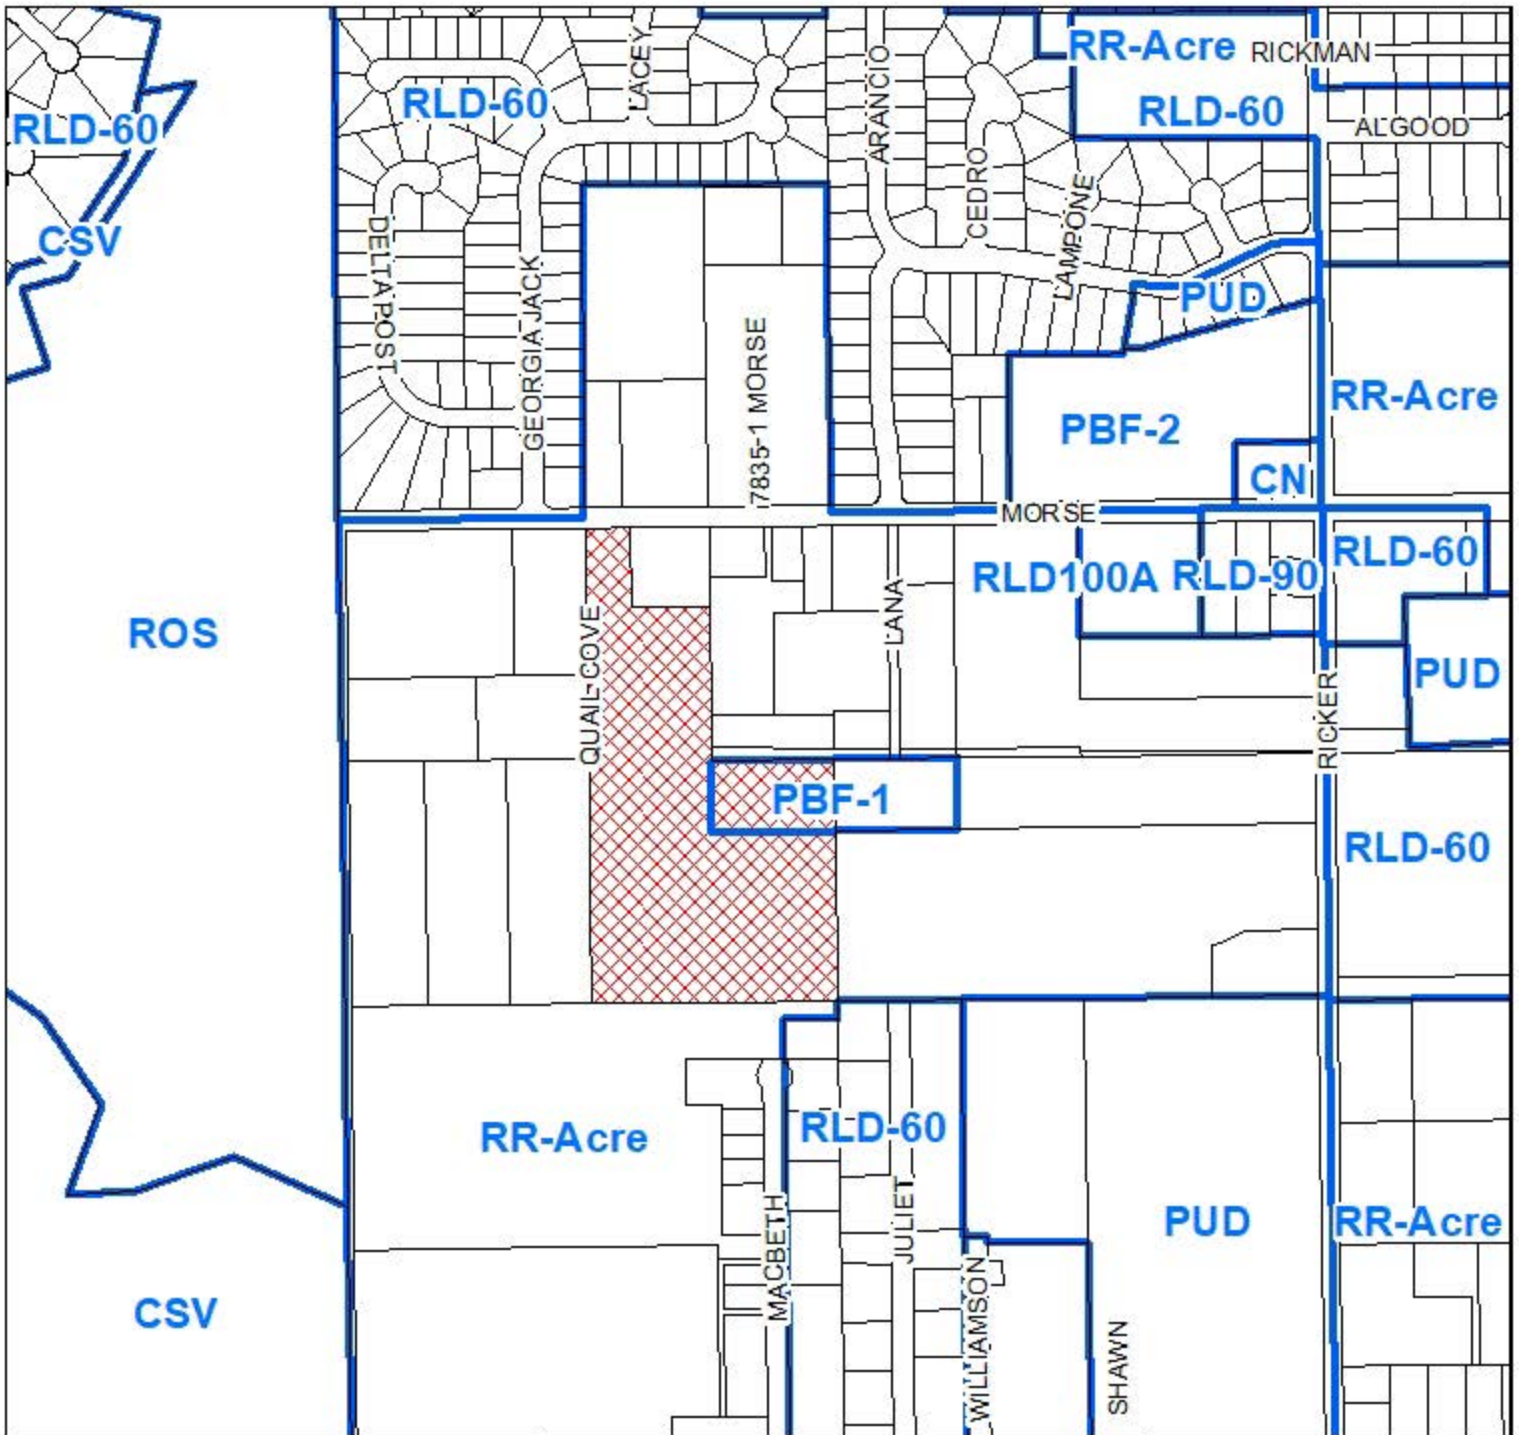 RR-Acre
RICKMAN
RLD-60
RLD-60
RLD-60
LACEY
ARANCIO
ALGOOD
CEDRO
LAMPONE
CSV
DELTA POST
GEORGIA JACK
PUD
7835-1 MORSE
RR-Acre
PBF-2
CN
MORSE
RLD100A
RLD-90
RLD-60
ROS
QUAIL COVE
LANA
PUD
RICKER
PBF-1
RLD-60
RR-Acre
RLD-60
MACBETH
JULIET
PUD
RR-Acre
CSV
WILLIAMSON
SHAWN